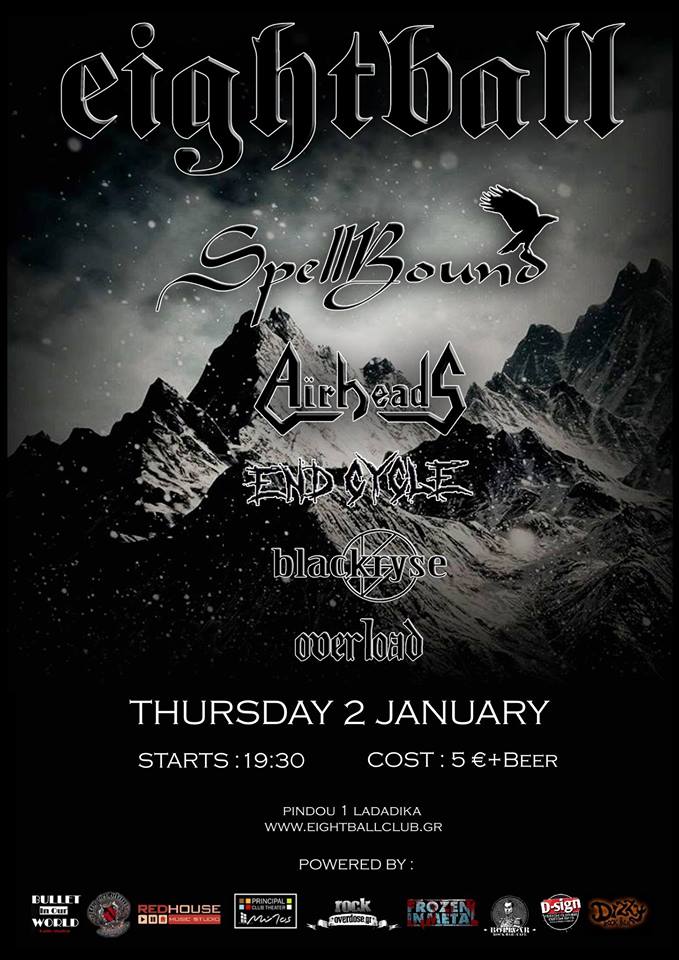 eightball
SpellBound
Aïrheads
END CYCLE
blackryse
overload
THURSDAY 2 JANUARY
STARTS :19:30 COST : 5 €+BEER
PINDOU 1 LADADIKA
WWW.EIGHTBALLCLUB.GR
POWERED BY :
BULLET
In Our
WORLD
REDHOUSE
MUSIC STUDIO
PRINCIPAL
CLUB THEATER
rock
overdose.gr
FROZEN
IN METAL
D-sign
Dizzy